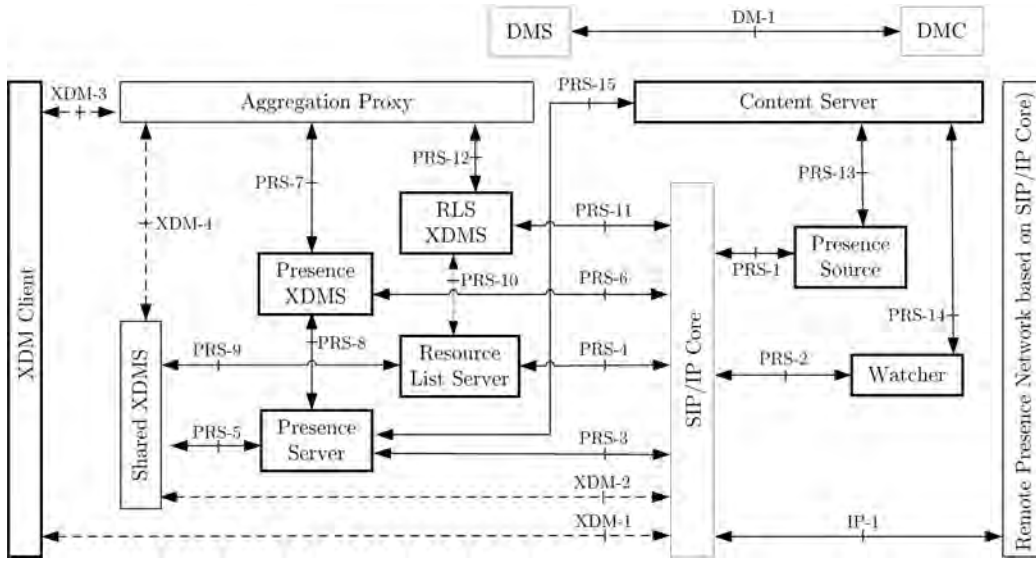 DMS
DM-1
DMC
XDM-3
Aggregation Proxy
PRS-15
Content Server
PRS-12
PRS-7
PRS-13
XDM-4
RLS
XDMS
PRS-11
Presence
Source
PRS-1
Presence
XDMS
PRS-10
PRS-6
PRS-14
XDM Client
Shared XDMS
PRS-9
PRS-8
Resource
List Server
PRS-4
SIP/IP Core
PRS-2
Watcher
PRS-5
Presence
Server
PRS-3
XDM-2
XDM-1
IP-1
Remote Presence Network based on SIP/IP Core)